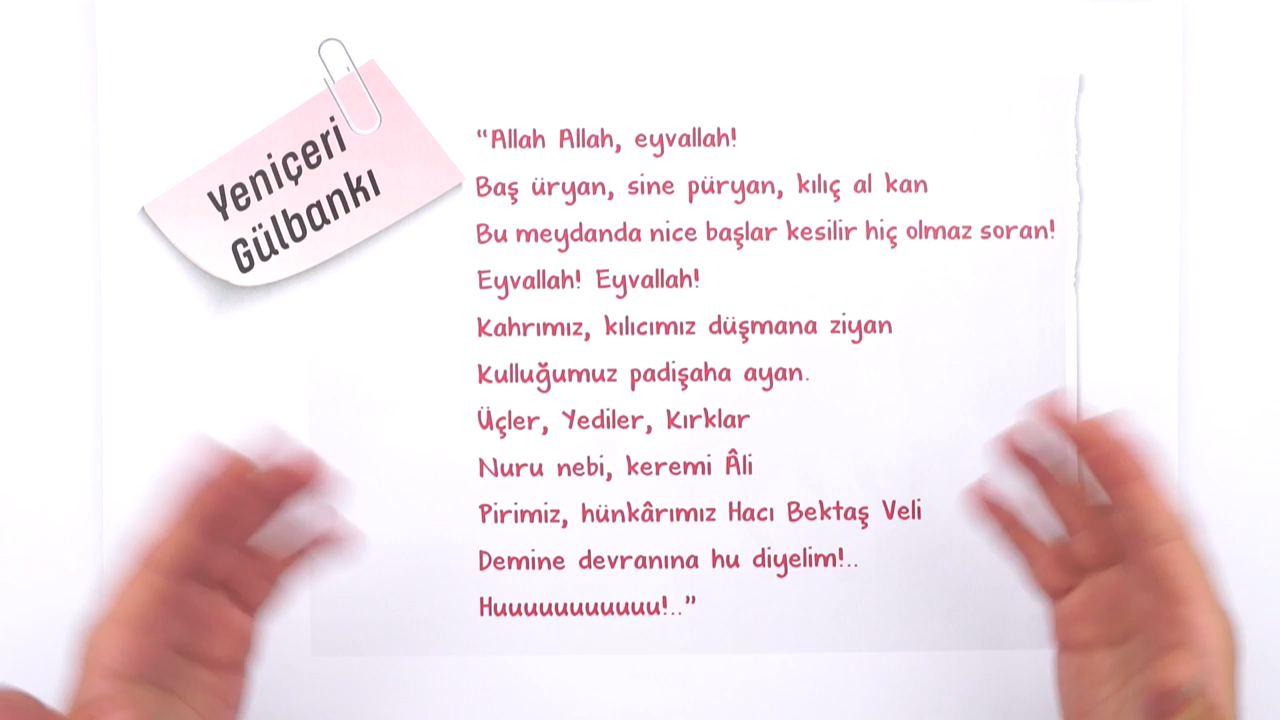 Yeniçeri
Gülbankı
“Allah Allah, eyvallah!
Baş üryan, sine püryan, kılıç al kan
Bu meydanda nice başlar kesilir hiç olmaz soran!
Eyvallah! Eyvallah!
Kahrımız, kılıcımız düşmana ziyan
Kulluğumuz padişaha ayan.
Üçler, Yediler, Kırklar
Nuru nebi, keremi Âli
Pirimiz, hünkârımız Hacı Bektaş Veli
Demine devranına hu diyelim!..
Huuuuuuuuuuu!..”